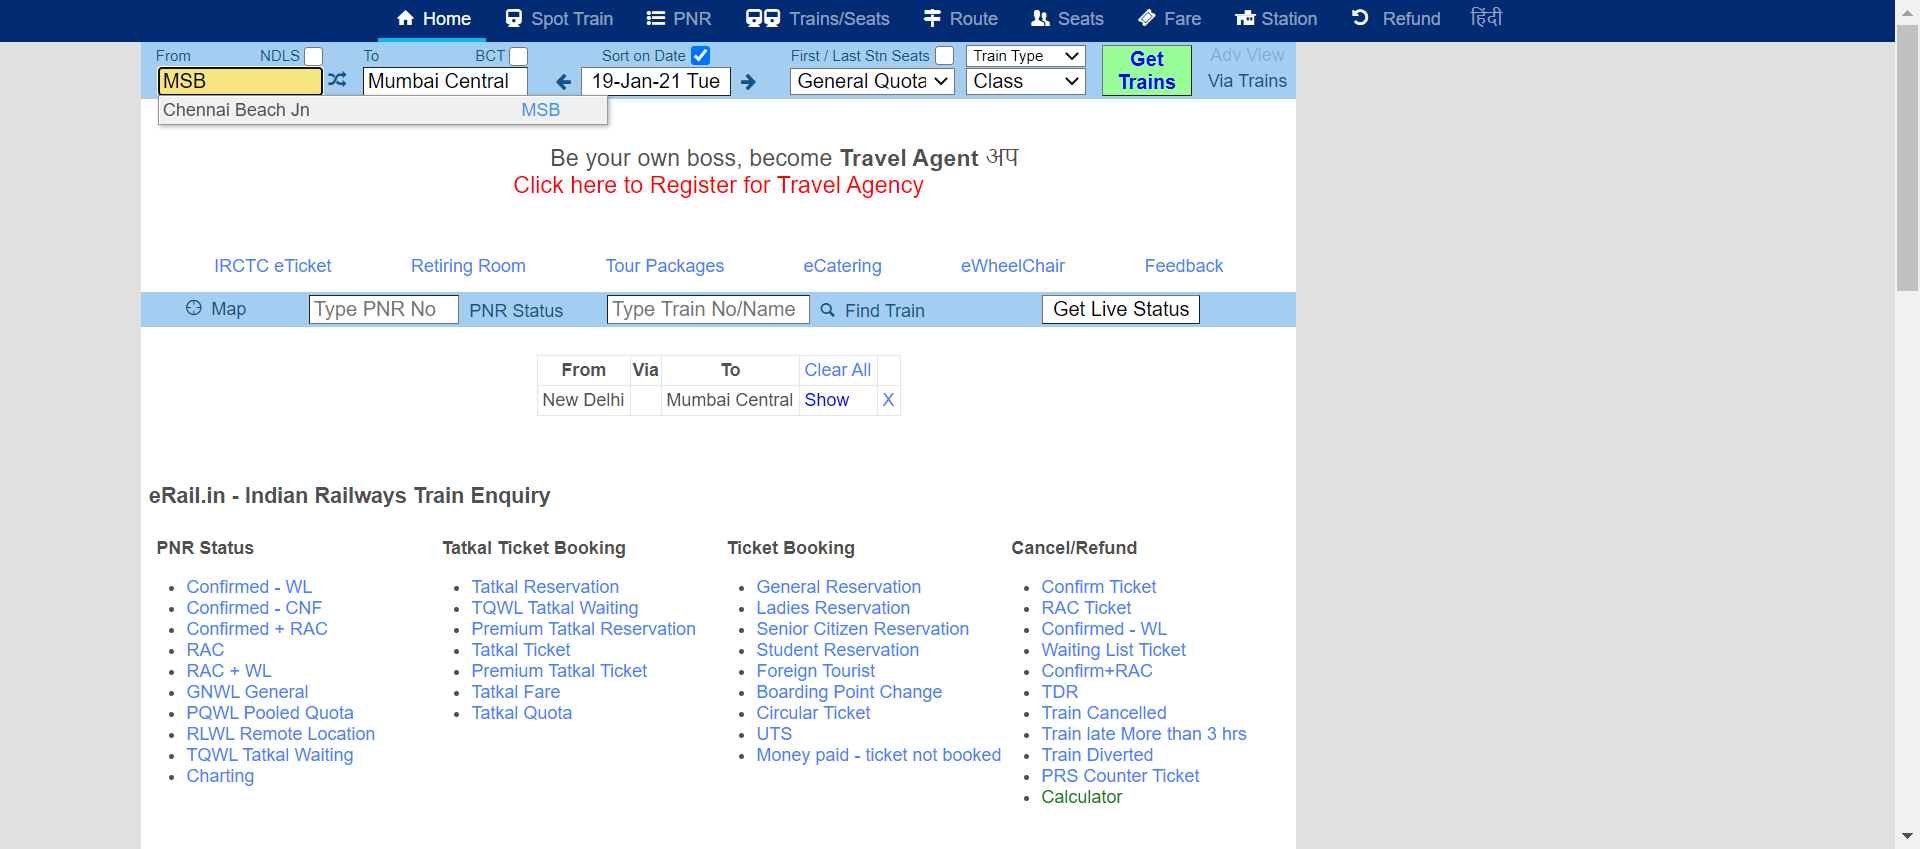 Home Spot Train PNR Trains/Seats Route Seats Fare Station Refund हिंदी
From NDLS To BCT Sort on Date First / Last Stn Seats Train Type Get Trains Adv View
MSB Mumbai Central 19-Jan-21 Tue General Quota Class Via Trains
Chennai Beach Jn MSB
Be your own boss, become Travel Agent अप
Click here to Register for Travel Agency
IRCTC eTicket Retiring Room Tour Packages eCatering eWheelChair Feedback
Map Type PNR No PNR Status Type Train No/Name Find Train Get Live Status
From Via To Clear All
New Delhi Mumbai Central Show X
eRail.in - Indian Railways Train Enquiry
PNR Status
Confirmed - WL
Confirmed - CNF
Confirmed + RAC
RAC
RAC + WL
GNWL General
PQWL Pooled Quota
RLWL Remote Location
TQWL Tatkal Waiting
Charting
Tatkal Ticket Booking
Tatkal Reservation
TQWL Tatkal Waiting
Premium Tatkal Reservation
Tatkal Ticket
Premium Tatkal Ticket
Tatkal Fare
Tatkal Quota
Ticket Booking
General Reservation
Ladies Reservation
Senior Citizen Reservation
Student Reservation
Foreign Tourist
Boarding Point Change
Circular Ticket
UTS
Money paid - ticket not booked
Cancel/Refund
Confirm Ticket
RAC Ticket
Confirmed - WL
Waiting List Ticket
Confirm+RAC
TDR
Train Cancelled
Train late More than 3 hrs
Train Diverted
PRS Counter Ticket
Calculator